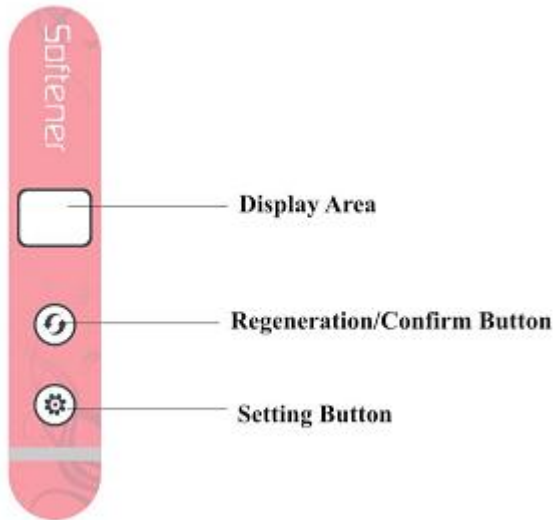 Softener
Display Area
Regeneration/Confirm Button
Setting Button